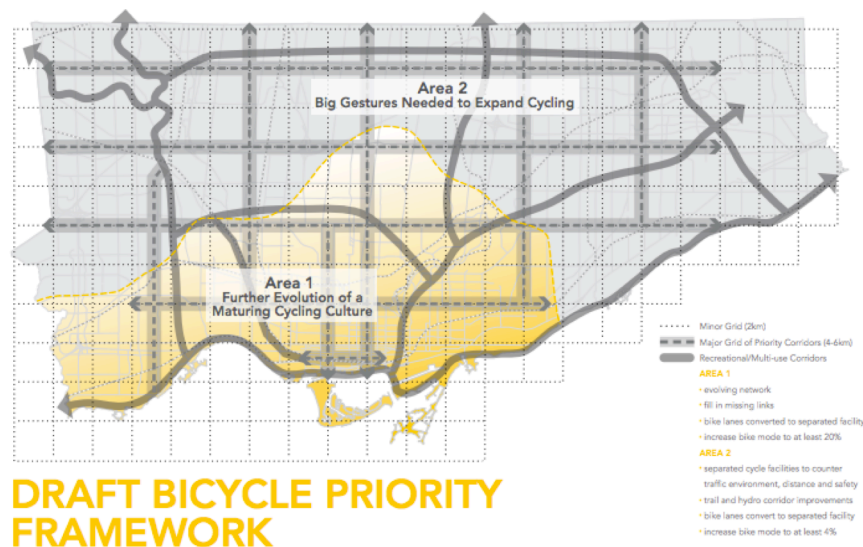 Area 2
Big Gestures Needed to Expand Cycling
Area 1
Further Evolution of a
Maturing Cycling Culture
Minor Grid (2km)
Major Grid of Priority Corridors (4-6km)
Recreational/Multi-use Corridors
AREA 1
• evolving network
• fill in missing links
• bike lanes converted to separated facility
• increase bike mode to at least 20%
AREA 2
• separated cycle facilities to counter
traffic environment, distance and safety
• trail and hydro corridor improvements
• bike lanes convert to separated facility
• increase bike mode to at least 4%
DRAFT BICYCLE PRIORITY
FRAMEWORK